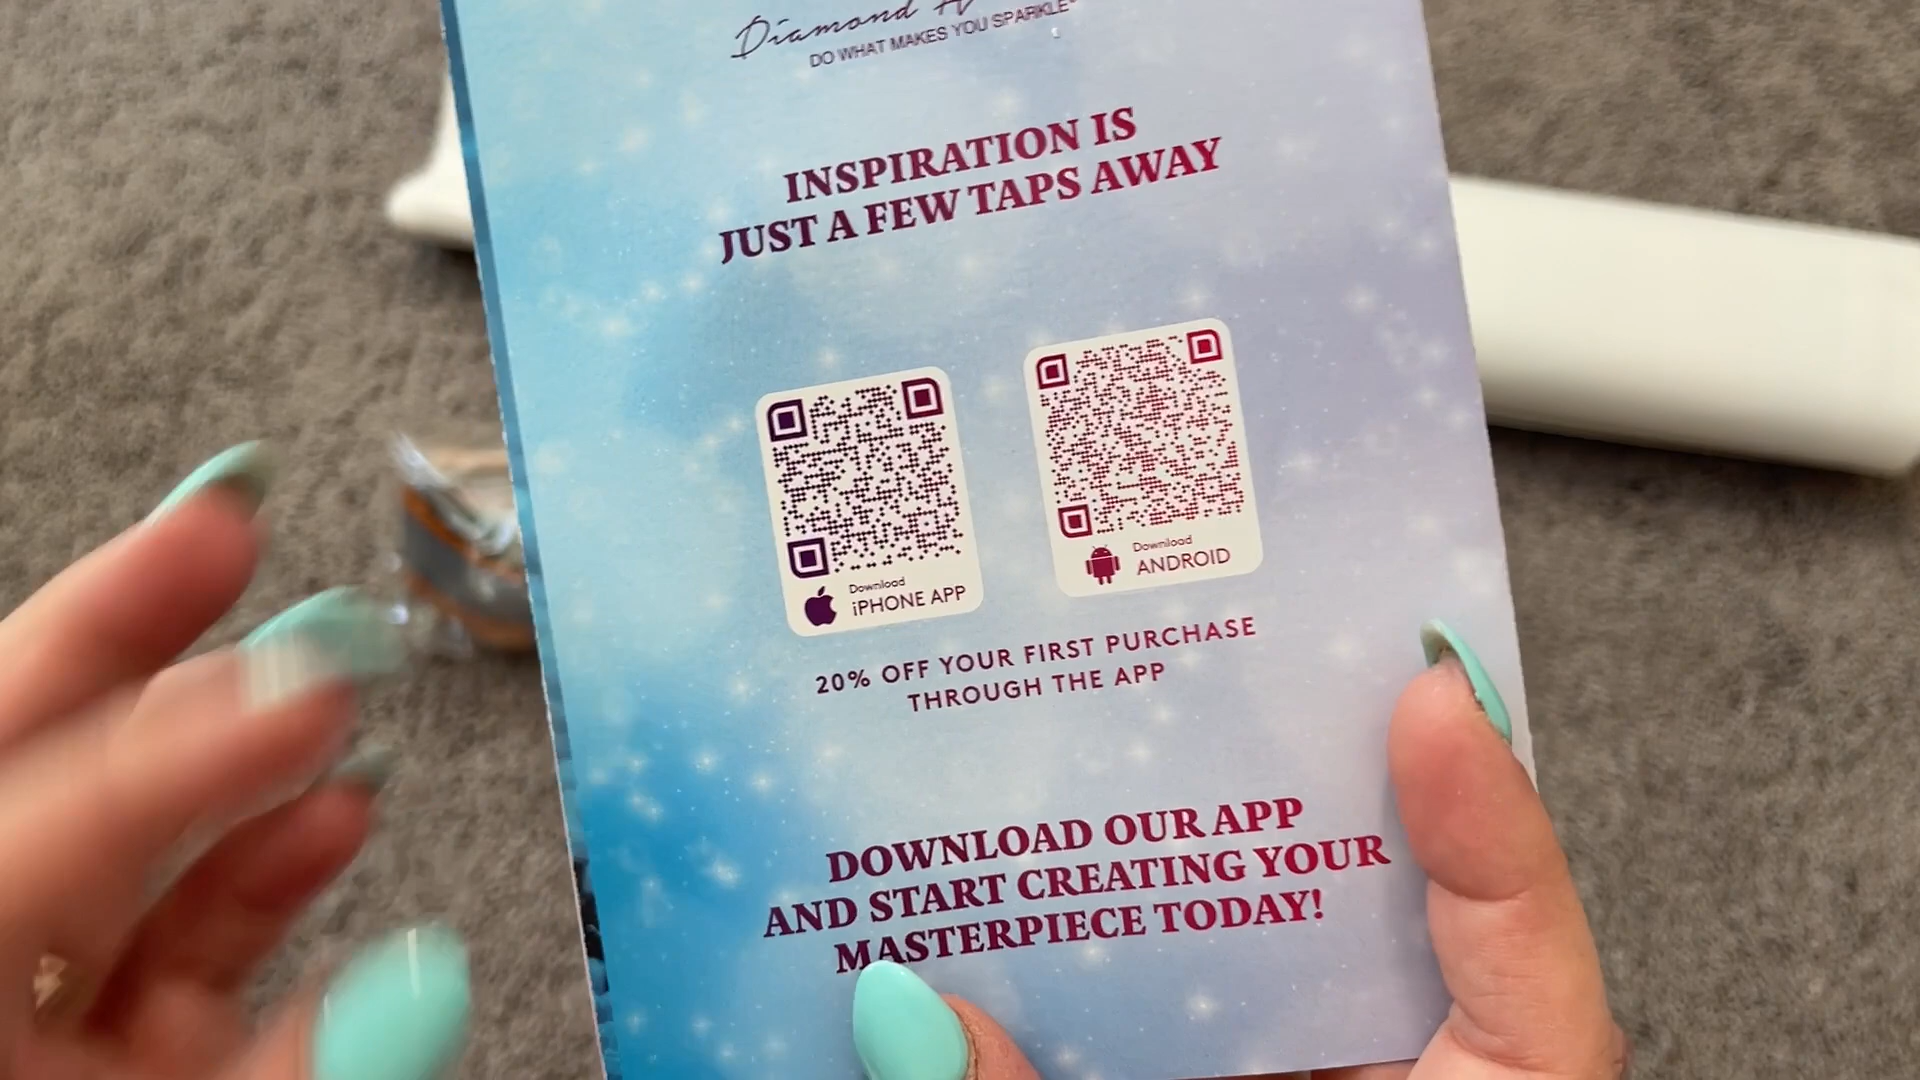 Diamond
DO WHAT MAKES YOU SPARKLE®
INSPIRATION IS
JUST A FEW TAPS AWAY
Download
iPHONE APP
Download
ANDROID
20% OFF YOUR FIRST PURCHASE
THROUGH THE APP
DOWNLOAD OUR APP
AND START CREATING YOUR
MASTERPIECE TODAY!